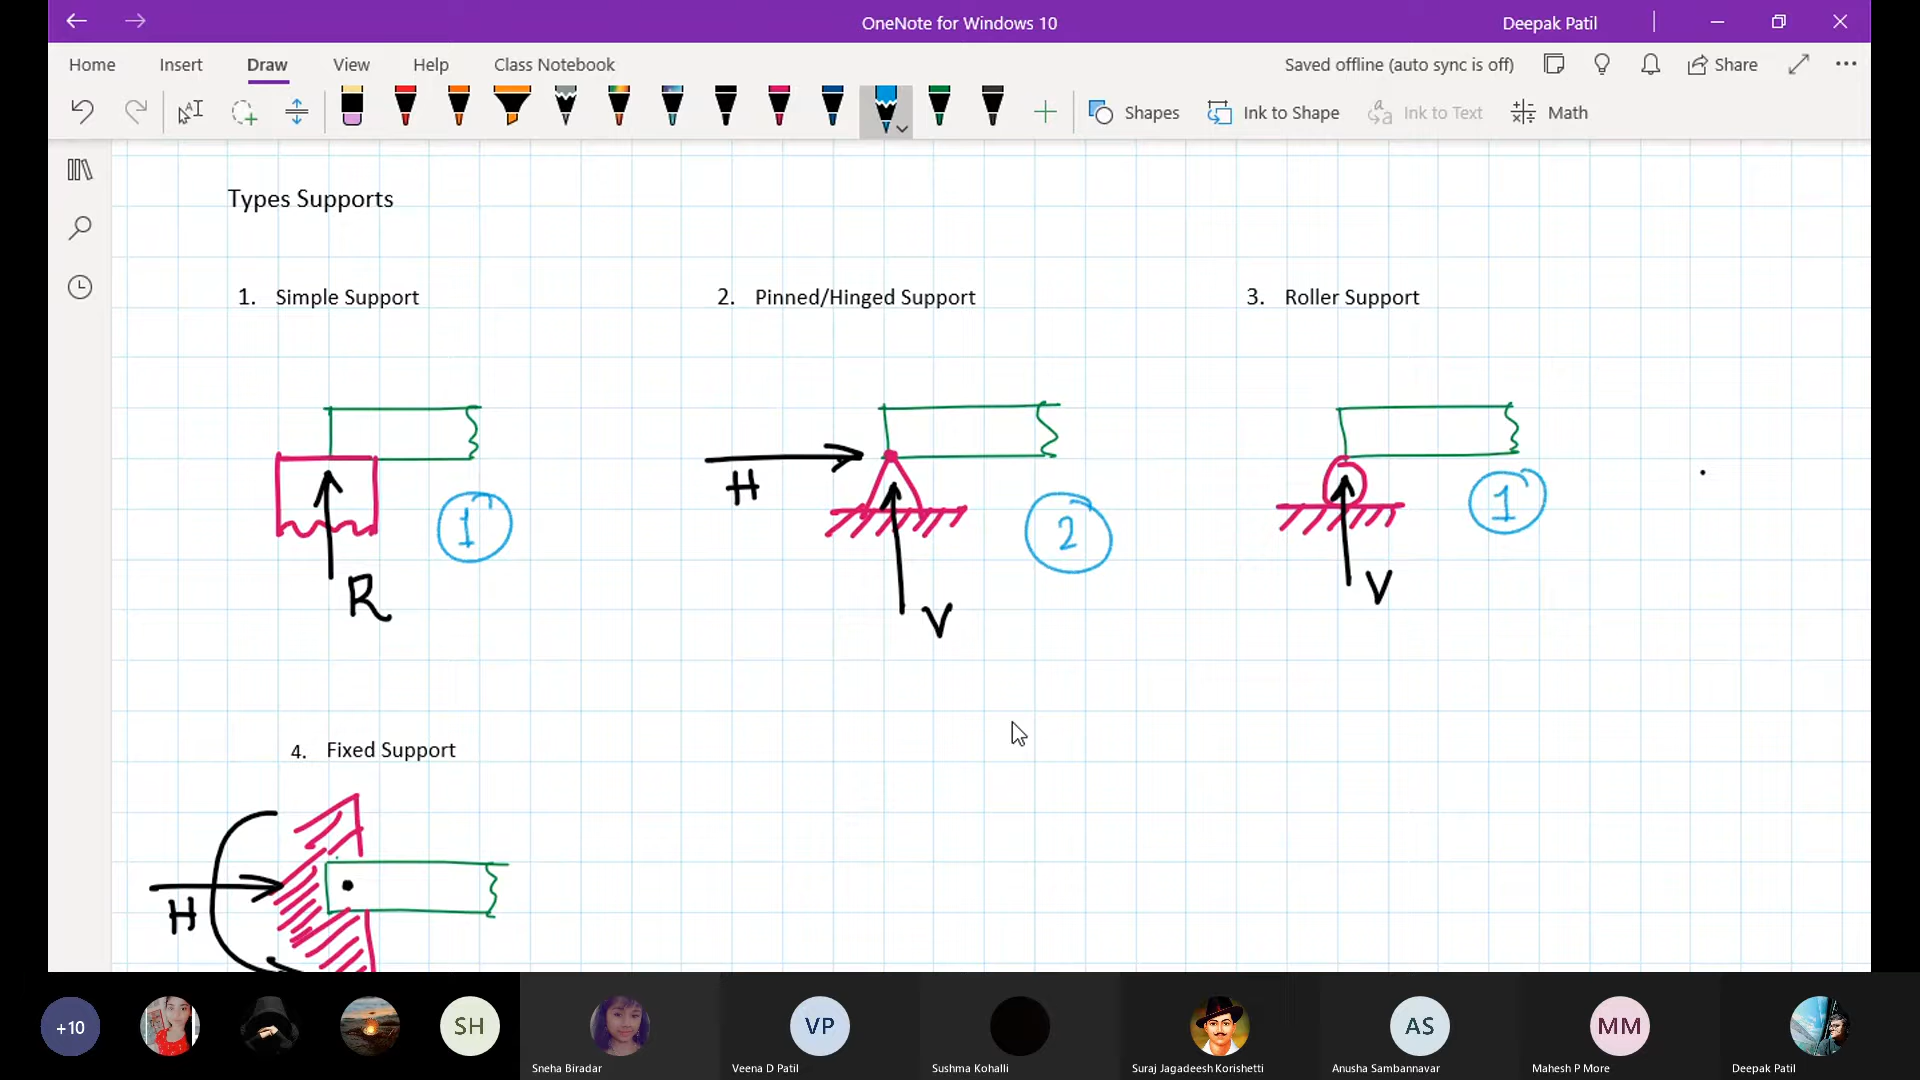 OneNote for Windows 10
Deepak Patil
Home Insert Draw View Help Class Notebook
Saved offline (auto sync is off)
Share
Shapes
Ink to Shape
Ink to Text
Math
Types Supports
1. Simple Support
2. Pinned/Hinged Support
3. Roller Support
H
1
2
1
R
V
V
4. Fixed Support
H
+10
SH
VP
AS
MM
Sneha Biradar
Veena D Patil
Sushma Kohalli
Suraj Jagadeesh Korishetti
Anusha Sambannavar
Mahesh P More
Deepak Patil